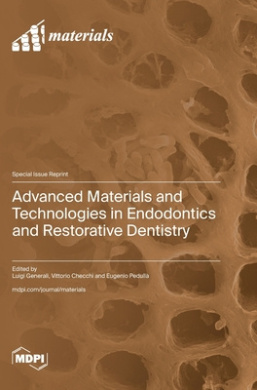 materials
Special Issue Reprint
Advanced Materials and
Technologies in Endodontics
and Restorative Dentistry
Edited by
Luigi Generali, Vittorio Checchi and Eugenio Pedullà
mdpi.com/journal/materials
MDPI